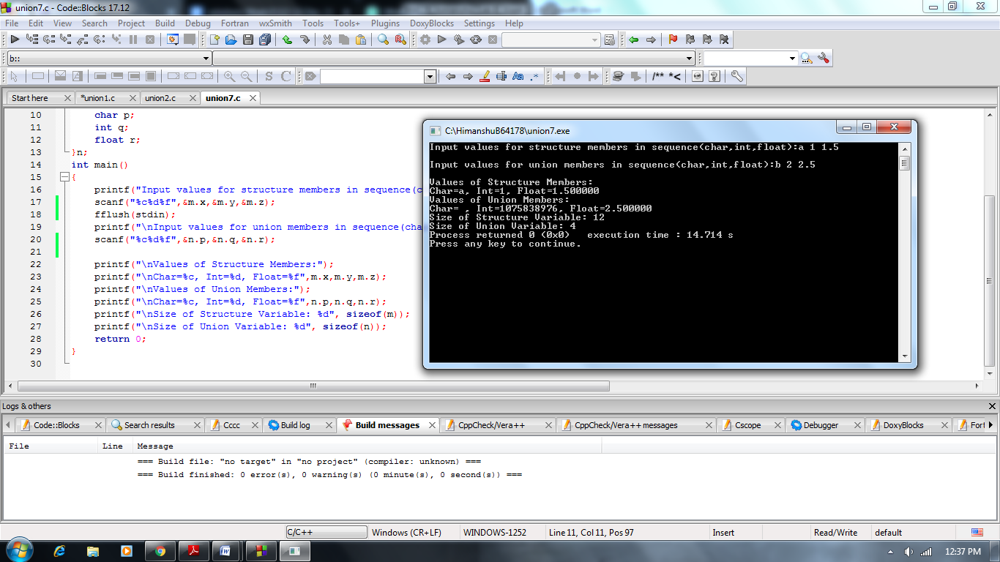 union7.c - Code::Blocks 17.12
File Edit View Search Project Build Debug Fortran wxSmith Tools Tools+ Plugins DoxyBlocks Settings Help
b::
S C Aa .* /** *<
Start here *union1.c union2.c union7.c
10 char p;
11 int q;
12 float r;
13 }n;
14 int main()
15 {
16 printf("Input values for structure members in sequence(c
17 scanf("%c%d%f",&m.x,&m.y,&m.z);
18 fflush(stdin);
19 printf("\nInput values for union members in sequence(cha
20 scanf("%c%d%f",&n.p,&n.q,&n.r);
21
22 printf("\nValues of Structure Members:");
23 printf("\nChar=%c, Int=%d, Float=%f",m.x,m.y,m.z);
24 printf("\nValues of Union Members:");
25 printf("\nChar=%c, Int=%d, Float=%f",n.p,n.q,n.r);
26 printf("\nSize of Structure Variable: %d", sizeof(m));
27 printf("\nSize of Union Variable: %d", sizeof(n));
28 return 0;
29 }
30
C:\HimanshuB64178\union7.exe
Input values for structure members in sequence(char,int,float):a 1 1.5
Input values for union members in sequence(char,int,float):b 2 2.5
Values of Structure Members:
Char=a, Int=1, Float=1.500000
Values of Union Members:
Char= , Int=1075838976, Float=2.500000
Size of Structure Variable: 12
Size of Union Variable: 4
Process returned 0 (0x0) execution time : 14.714 s
Press any key to continue.
Logs & others
Code::Blocks Search results Cccc Build log Build messages CppCheck/Vera++ CppCheck/Vera++ messages Cscope Debugger DoxyBlocks Fort
File Line Message
=== Build file: "no target" in "no project" (compiler: unknown) ===
=== Build finished: 0 error(s), 0 warning(s) (0 minute(s), 0 second(s)) ===
C/C++ Windows (CR+LF) WINDOWS-1252 Line 11, Col 11, Pos 97 Insert Read/Write default
12:37 PM